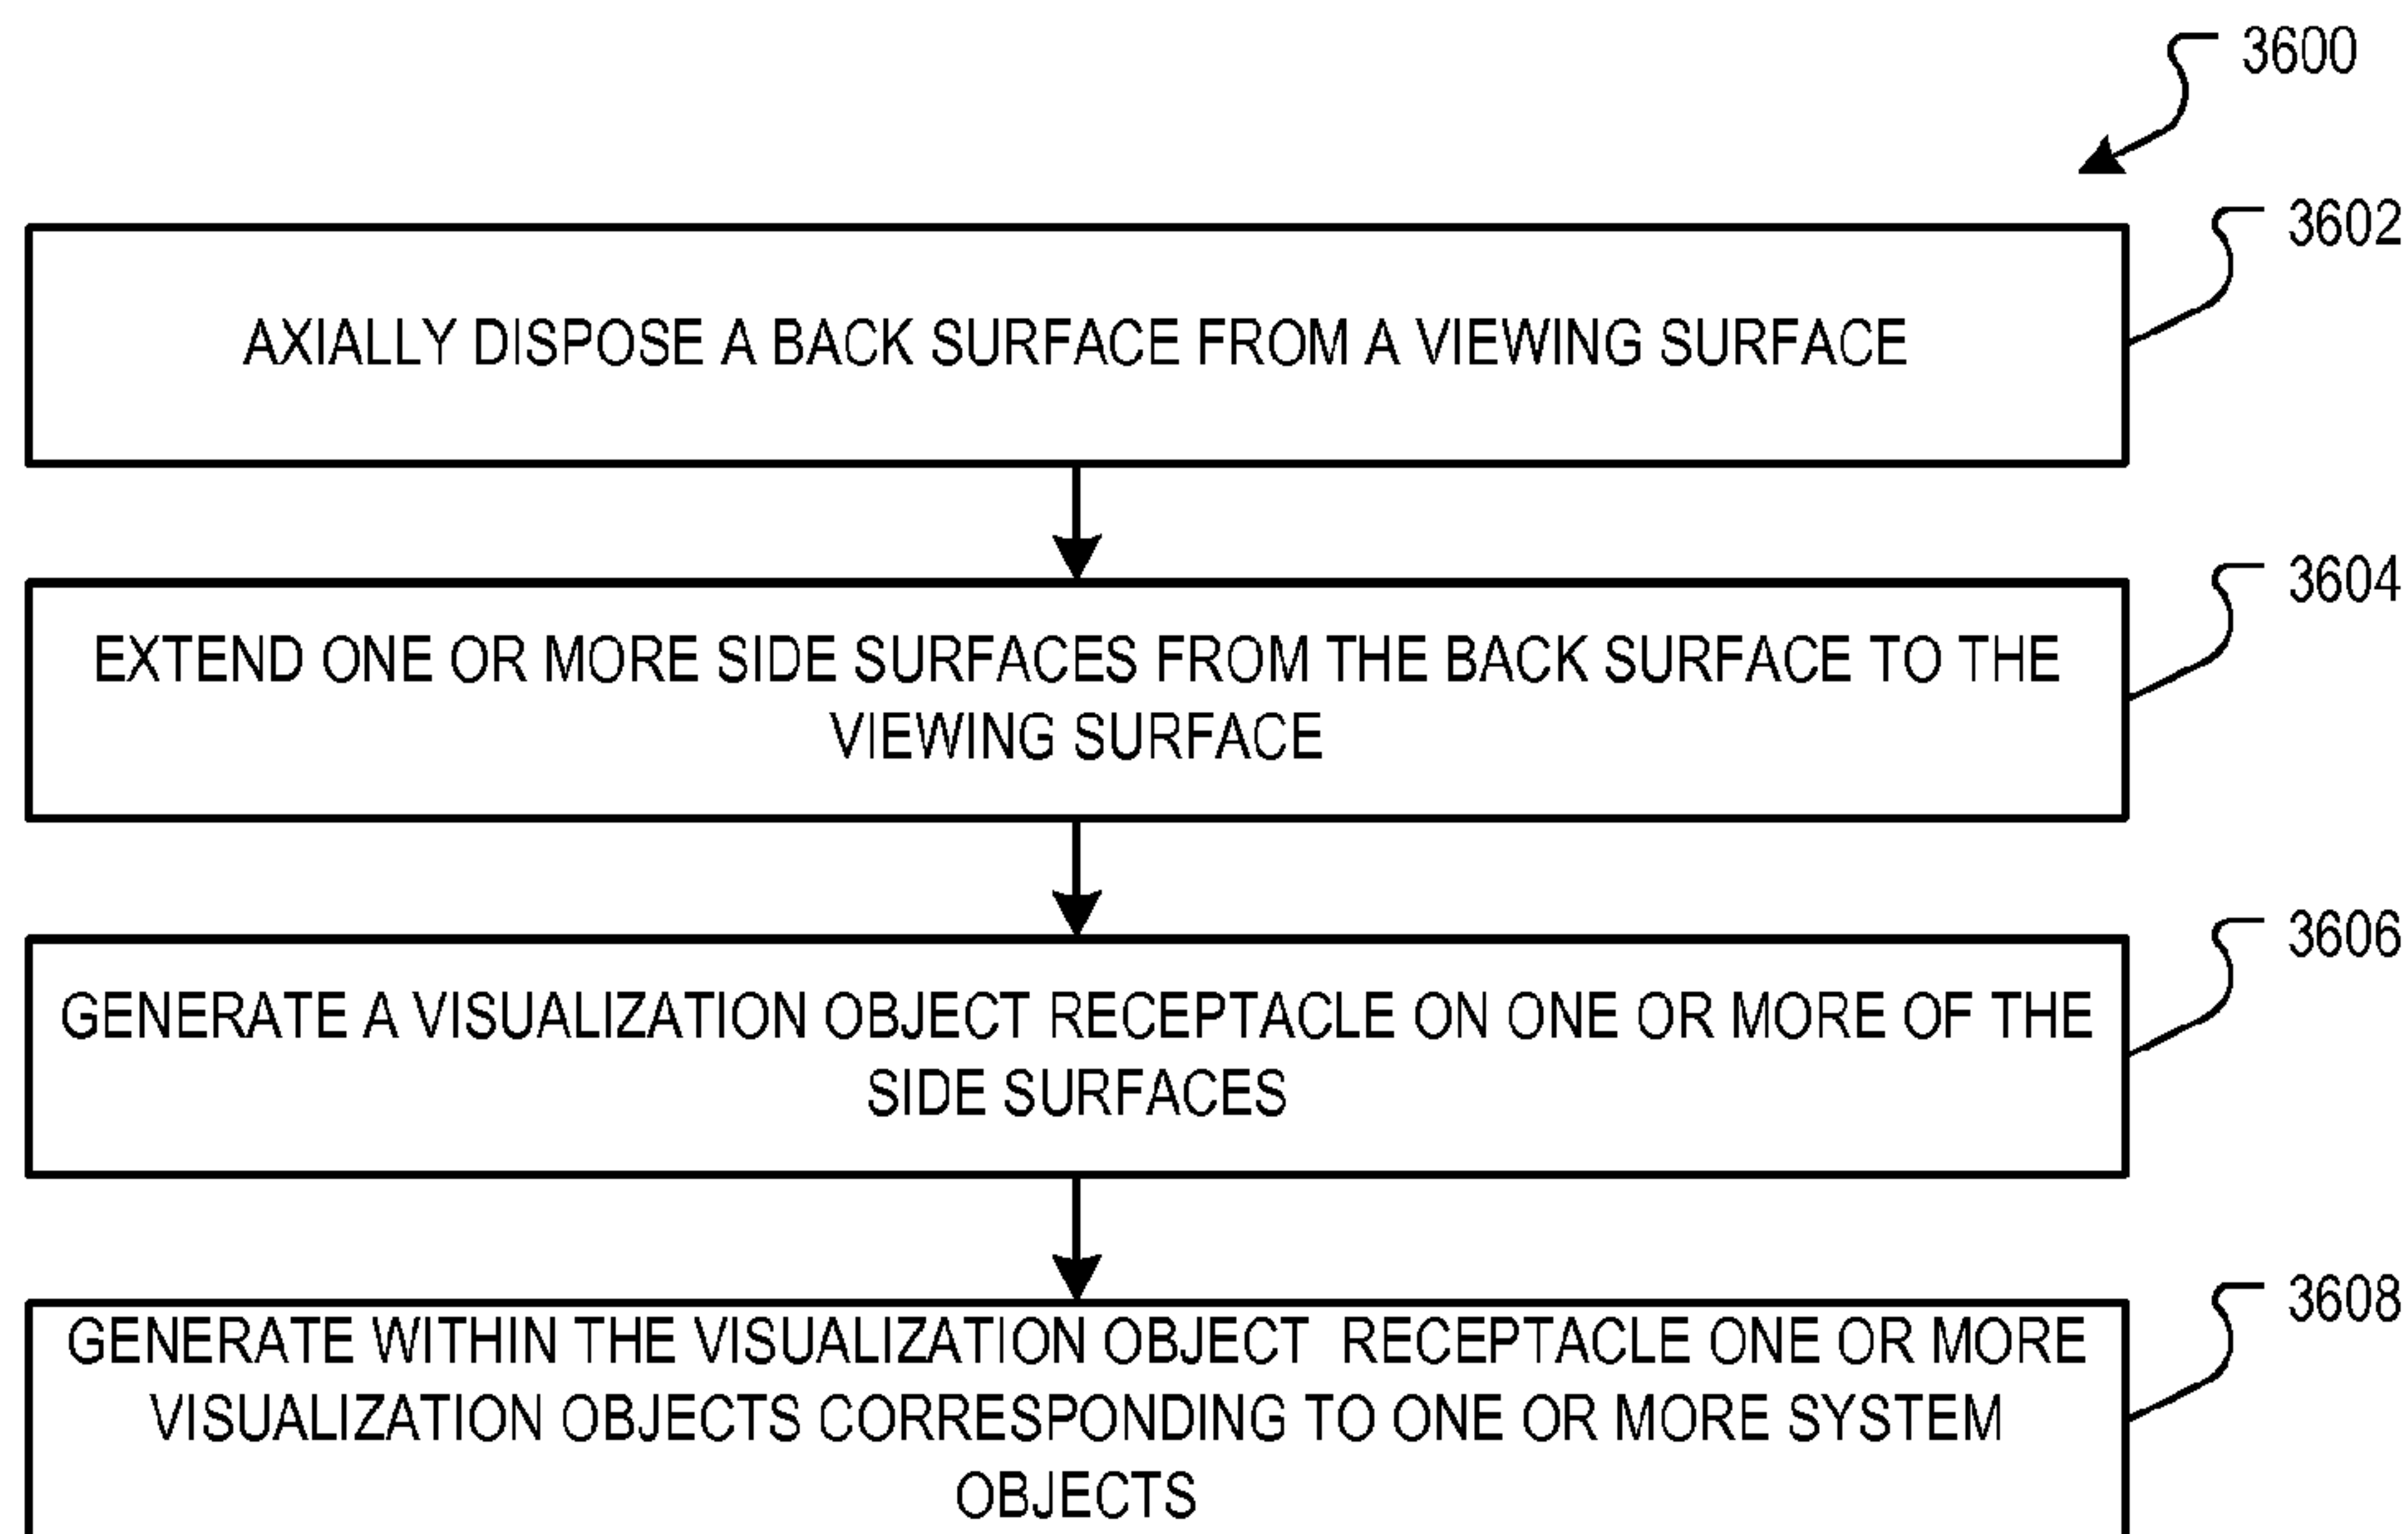 3600
3602
AXIALLY DISPOSE A BACK SURFACE FROM A VIEWING SURFACE
3604
EXTEND ONE OR MORE SIDE SURFACES FROM THE BACK SURFACE TO THE
VIEWING SURFACE
3606
GENERATE A VISUALIZATION OBJECT RECEPTACLE ON ONE OR MORE OF THE
SIDE SURFACES
3608
GENERATE WITHIN THE VISUALIZATION OBJECT RECEPTACLE ONE OR MORE
VISUALIZATION OBJECTS CORRESPONDING TO ONE OR MORE SYSTEM
OBJECTS